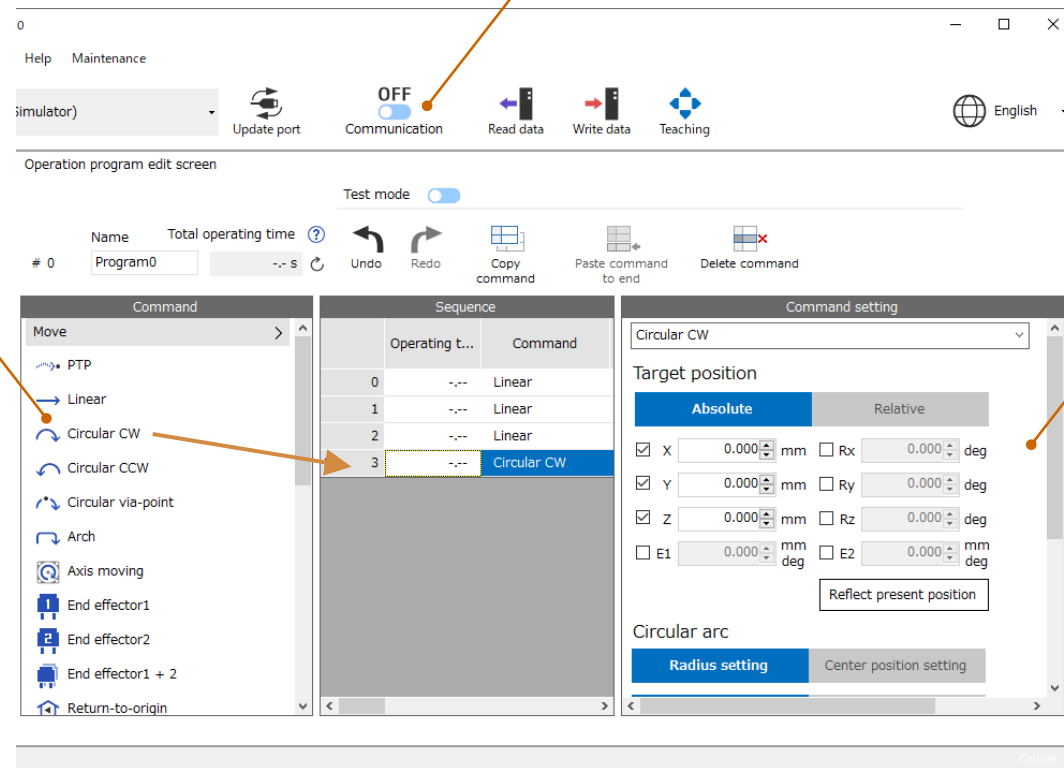 0
Help Maintenance
Simulator)
Update port
OFF
Communication
Read data
Write data
Teaching
English
Operation program edit screen
Test mode
Name
Total operating time ?
# 0
Program0
-.- s
Undo
Redo
Copy
command
Paste command
to end
Delete command
Command
Move
PTP
Linear
Circular CW
Circular CCW
Circular via-point
Arch
Axis moving
1 End effector1
2 End effector2
End effector1 + 2
Return-to-origin
Sequence
Operating t... Command
0 -.-- Linear
1 -.-- Linear
2 -.-- Linear
3 -.-- Circular CW
Command setting
Circular CW
Target position
Absolute Relative
X 0.000 mm Rx 0.000 deg
Y 0.000 mm Ry 0.000 deg
Z 0.000 mm Rz 0.000 deg
E1 0.000 mm deg E2 0.000 mm deg
Reflect present position
Circular arc
Radius setting Center position setting
Online